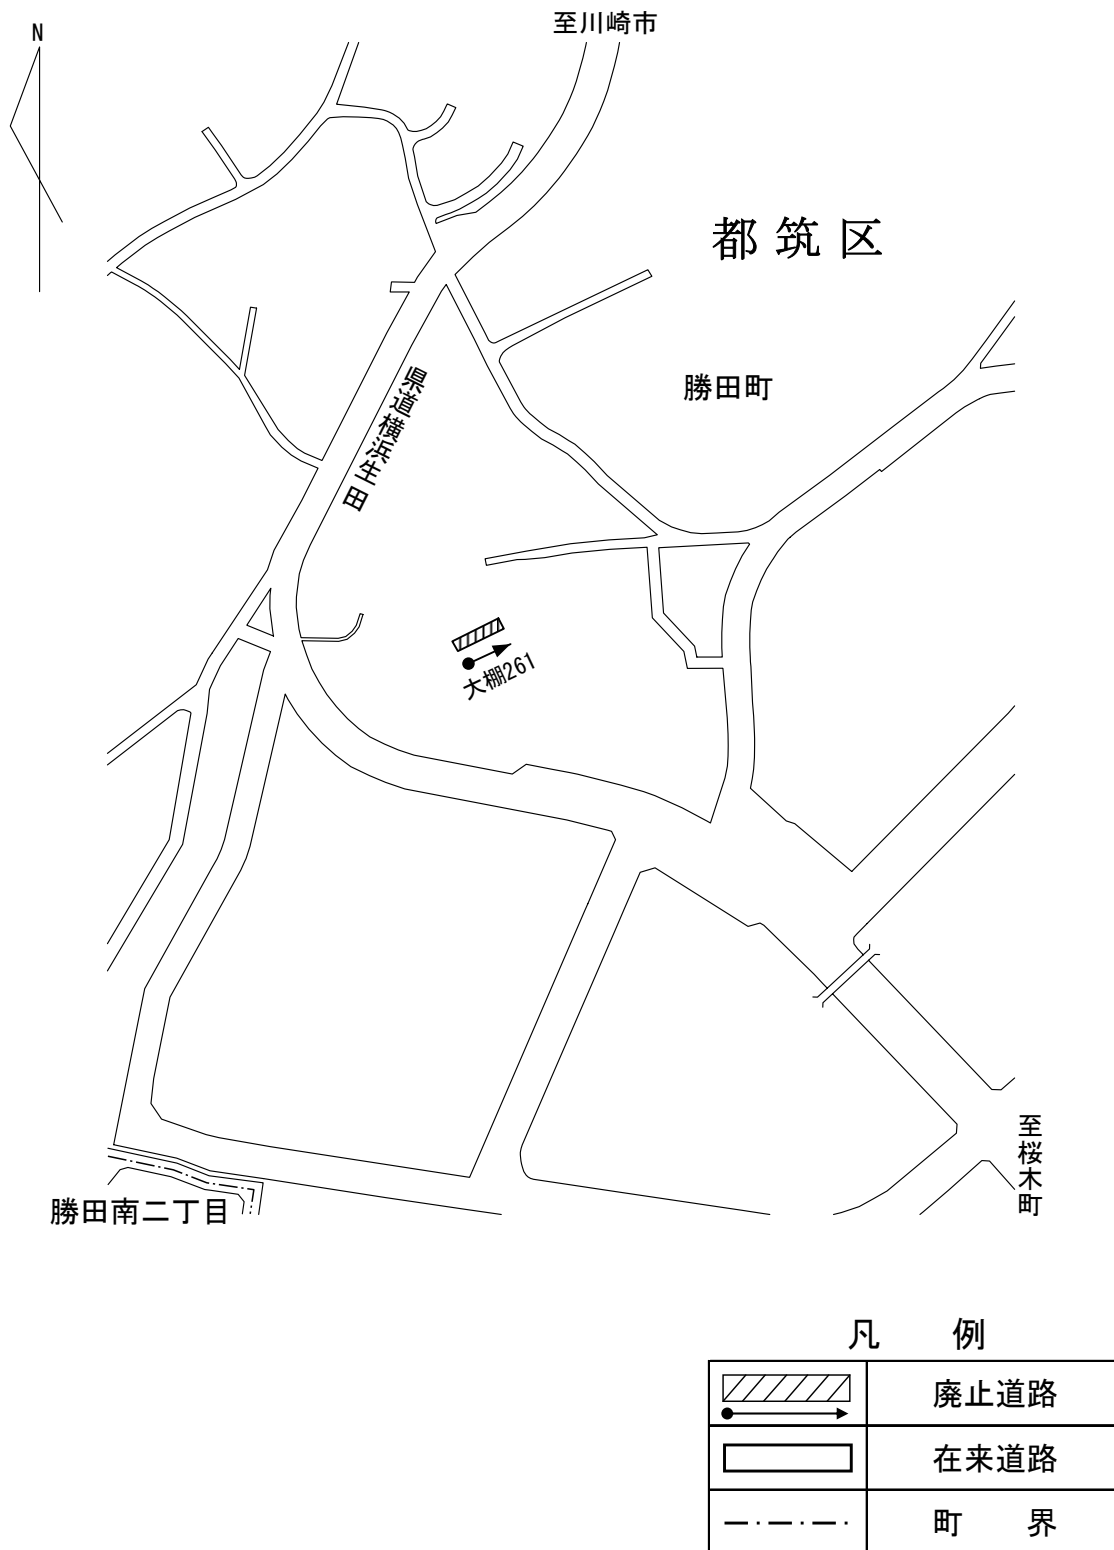 至川崎市
N
都筑区
勝田町
県道横浜生田
大棚261
至桜木町
勝田南二丁目
凡 例
廃止道路
在来道路
町 界